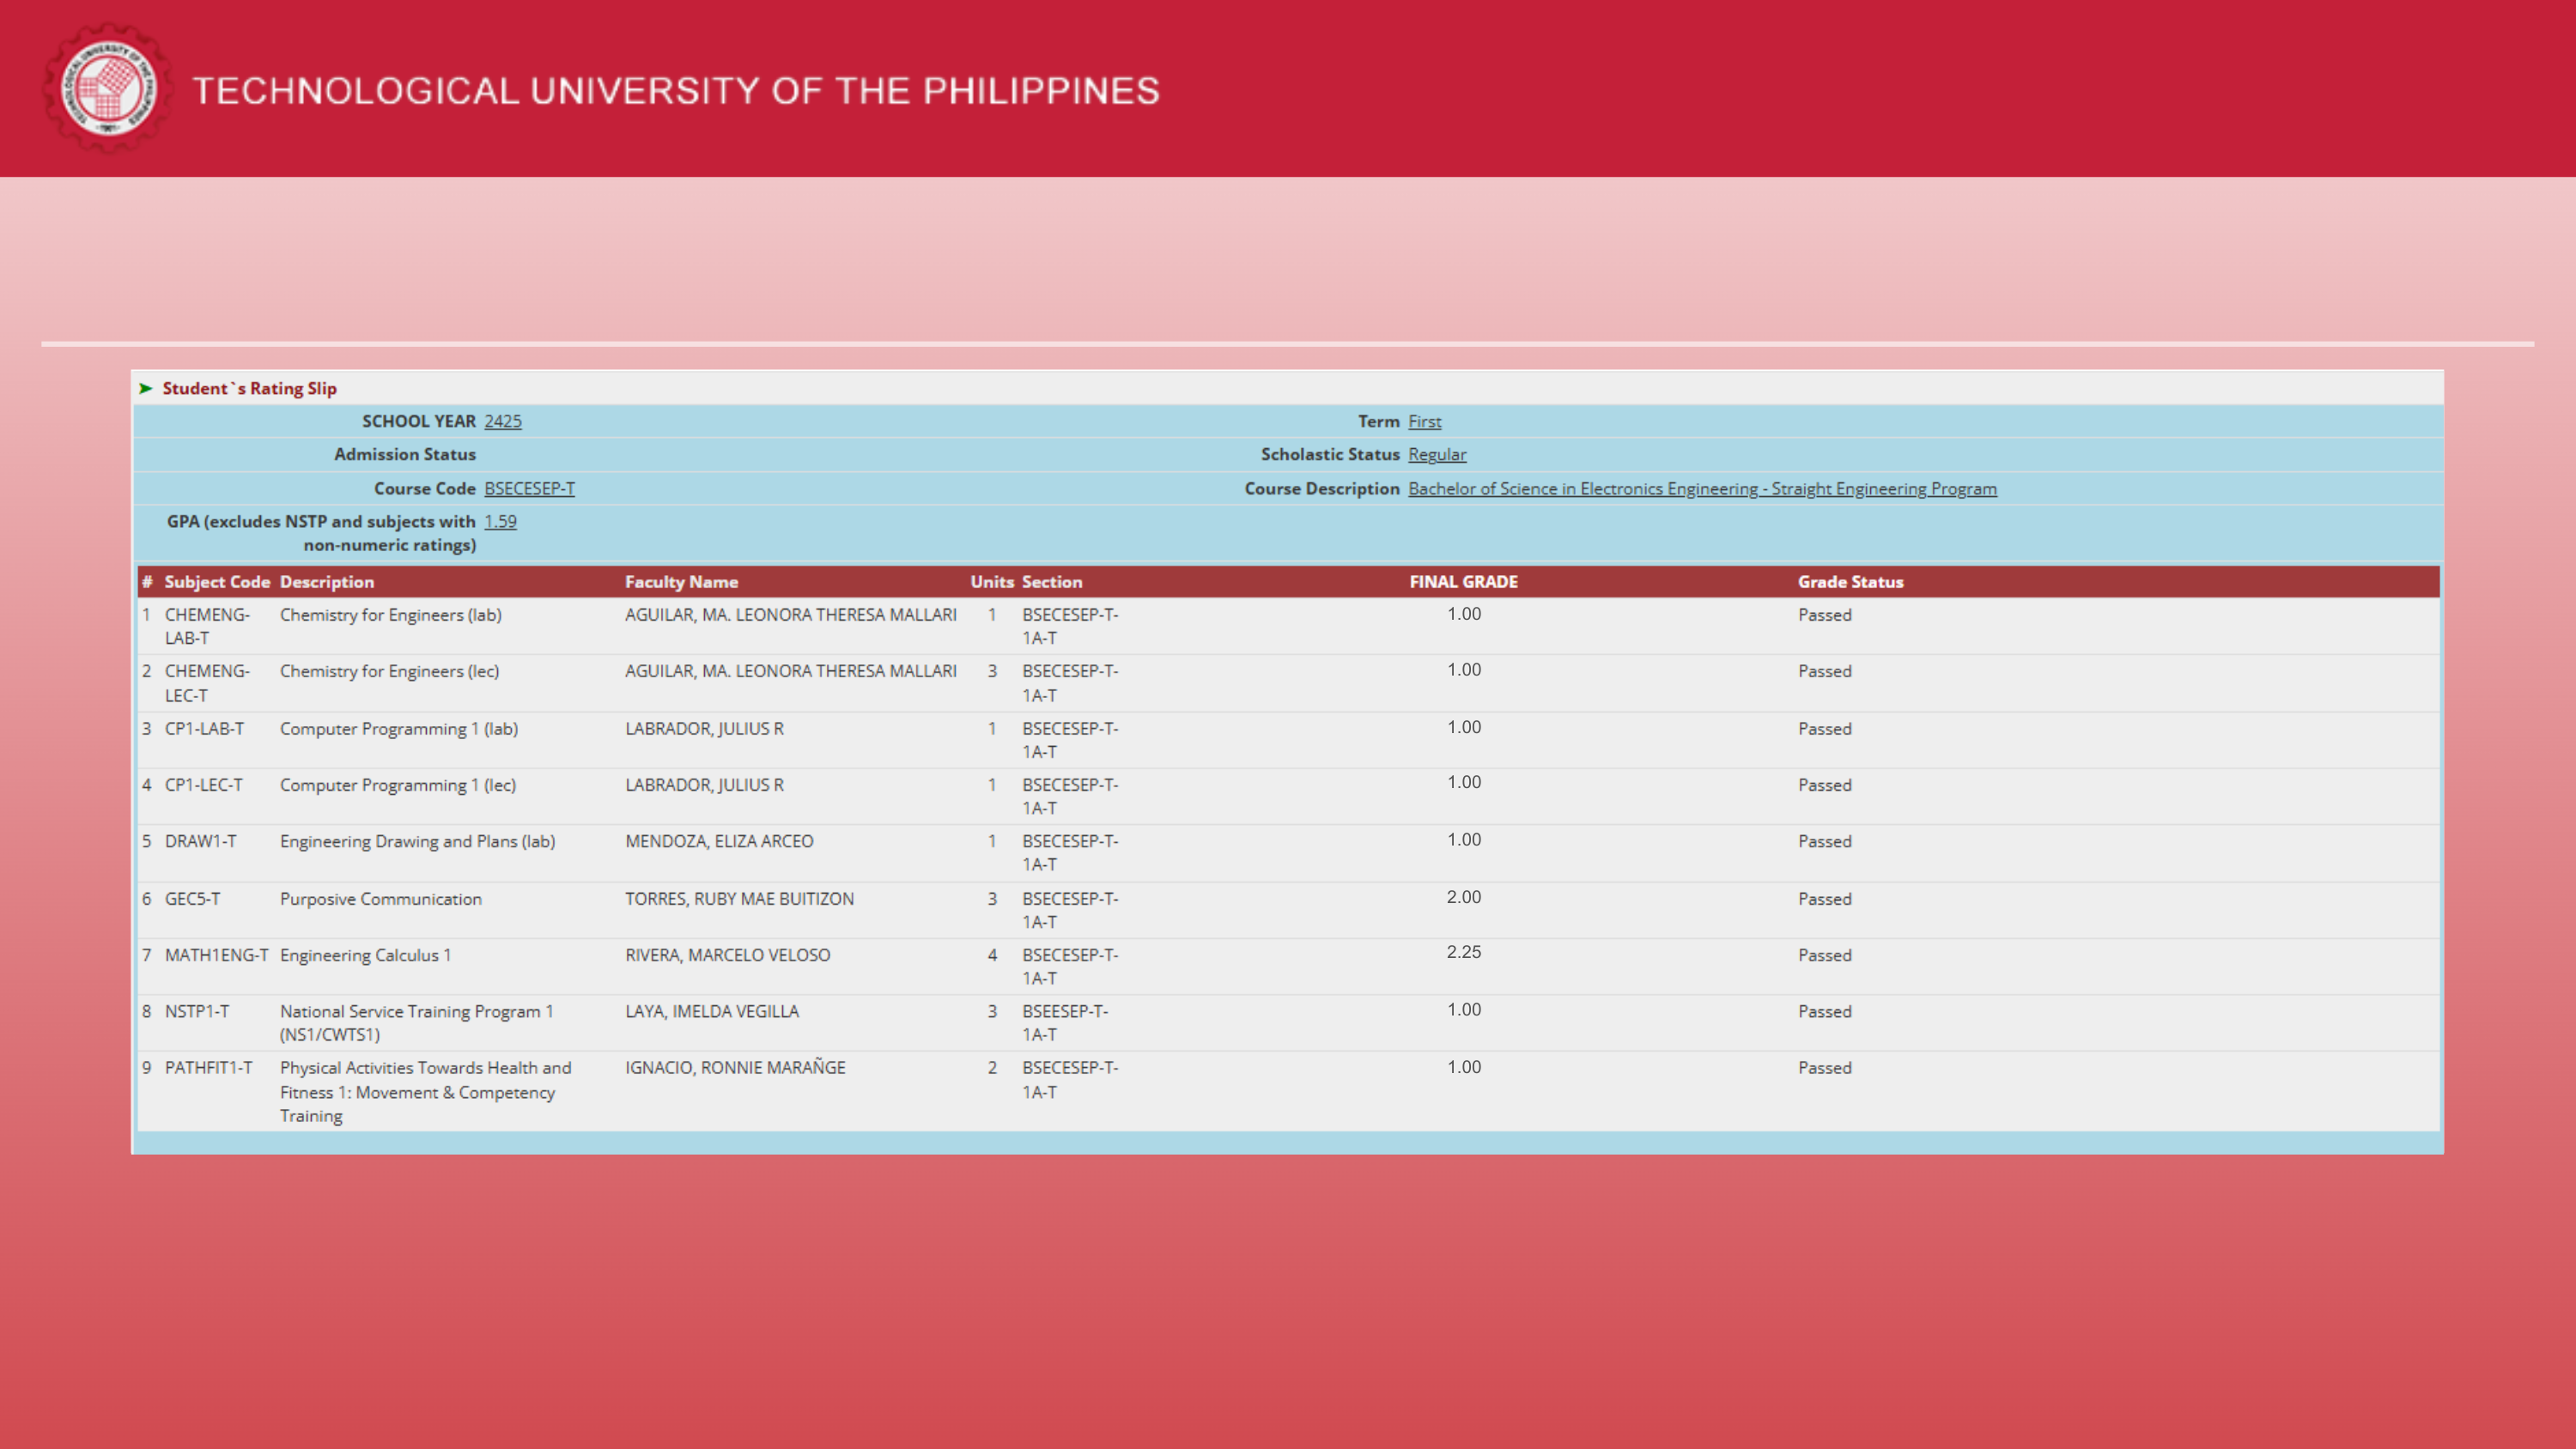 TECHNOLOGICAL UNIVERSITY OF THE PHILIPPINES
Student`s Rating Slip
SCHOOL YEAR 2425 Term First
Admission Status Scholastic Status Regular
Course Code BSECESEP-T Course Description Bachelor of Science in Electronics Engineering - Straight Engineering Program
GPA (excludes NSTP and subjects with 1.59
non-numeric ratings)
# Subject Code Description Faculty Name Units Section FINAL GRADE Grade Status
1 CHEMENG- Chemistry for Engineers (lab) AGUILAR, MA. LEONORA THERESA MALLARI 1 BSECESEP-T- 1.00 Passed
LAB-T 1A-T
2 CHEMENG- Chemistry for Engineers (lec) AGUILAR, MA. LEONORA THERESA MALLARI 3 BSECESEP-T- 1.00 Passed
LEC-T 1A-T
3 CP1-LAB-T Computer Programming 1 (lab) LABRADOR, JULIUS R 1 BSECESEP-T- 1.00 Passed
1A-T
4 CP1-LEC-T Computer Programming 1 (lec) LABRADOR, JULIUS R 1 BSECESEP-T- 1.00 Passed
1A-T
5 DRAW1-T Engineering Drawing and Plans (lab) MENDOZA, ELIZA ARCEO 1 BSECESEP-T- 1.00 Passed
1A-T
6 GEC5-T Purposive Communication TORRES, RUBY MAE BUITIZON 3 BSECESEP-T- 2.00 Passed
1A-T
7 MATH1ENG-T Engineering Calculus 1 RIVERA, MARCELO VELOSO 4 BSECESEP-T- 2.25 Passed
1A-T
8 NSTP1-T National Service Training Program 1 LAYA, IMELDA VEGILLA 3 BSEESEP-T- 1.00 Passed
(NS1/CWTS1) 1A-T
9 PATHFIT1-T Physical Activities Towards Health and IGNACIO, RONNIE MARAÑGE 2 BSECESEP-T- 1.00 Passed
Fitness 1: Movement & Competency 1A-T
Training
TECHNOLOGICAL UNIVERSITY OF THE PHILIPPINES
1901